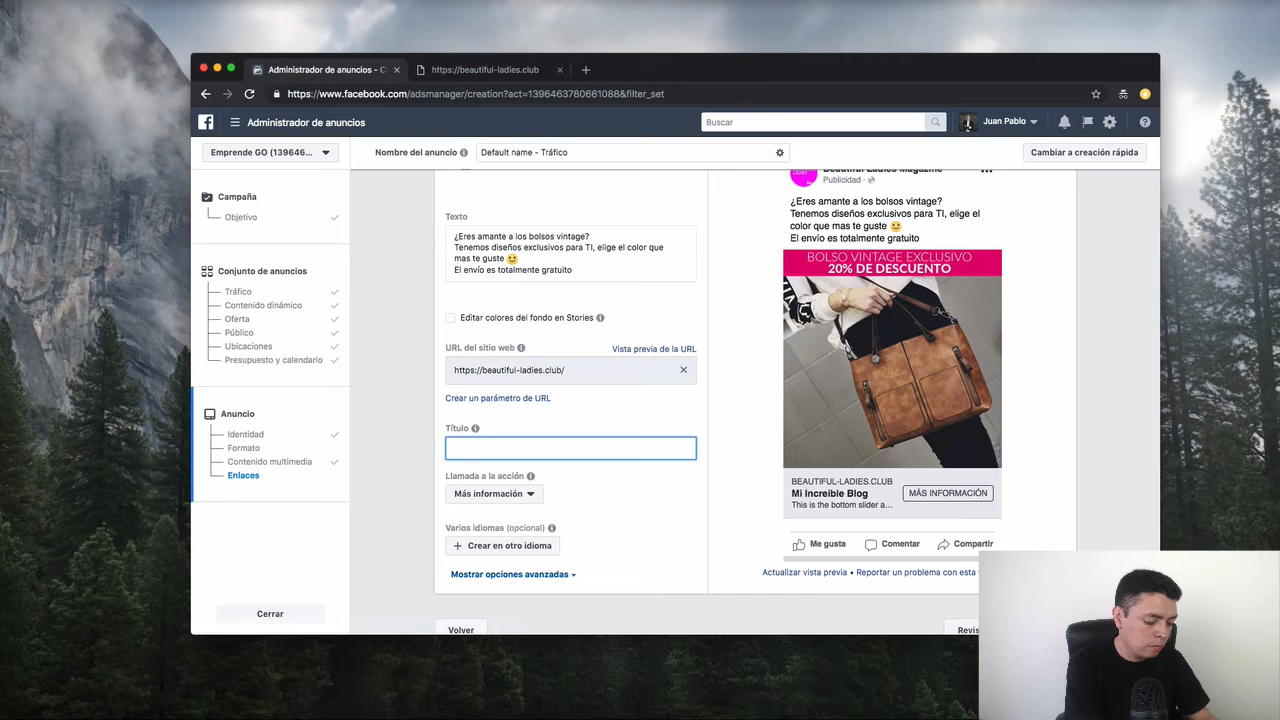 Administrador de anuncios - C
https://beautiful-ladies.club
https://www.facebook.com/adsmanager/creation?act=1396463780661088&filter_set
Administrador de anuncios
Buscar
Juan Pablo
Emprende GO (139646...
Nombre del anuncio
Default name - Tráfico
Cambiar a creación rápida
Campaña
Objetivo
Conjunto de anuncios
Tráfico
Contenido dinámico
Oferta
Público
Ubicaciones
Presupuesto y calendario
Anuncio
Identidad
Formato
Contenido multimedia
Enlaces
Cerrar
Texto
¿Eres amante a los bolsos vintage?
Tenemos diseños exclusivos para TI, elige el color que
mas te guste 🙂
El envío es totalmente gratuito
Editar colores del fondo en Stories
URL del sitio web
Vista previa de la URL
https://beautiful-ladies.club/
Crear un parámetro de URL
Título
Llamada a la acción
Más información
Varios idiomas (opcional)
+ Crear en otro idioma
Mostrar opciones avanzadas
Volver
Beautiful Ladies Magazine
Publicidad ·
¿Eres amante a los bolsos vintage?
Tenemos diseños exclusivos para TI, elige el
color que mas te guste 🙂
El envío es totalmente gratuito
BOLSO VINTAGE EXCLUSIVO
20% DE DESCUENTO
BEAUTIFUL-LADIES.CLUB
Mi Increible Blog
This is the bottom slider a...
MÁS INFORMACIÓN
Me gusta
Comentar
Compartir
Actualizar vista previa • Reportar un problema con esta
Revis